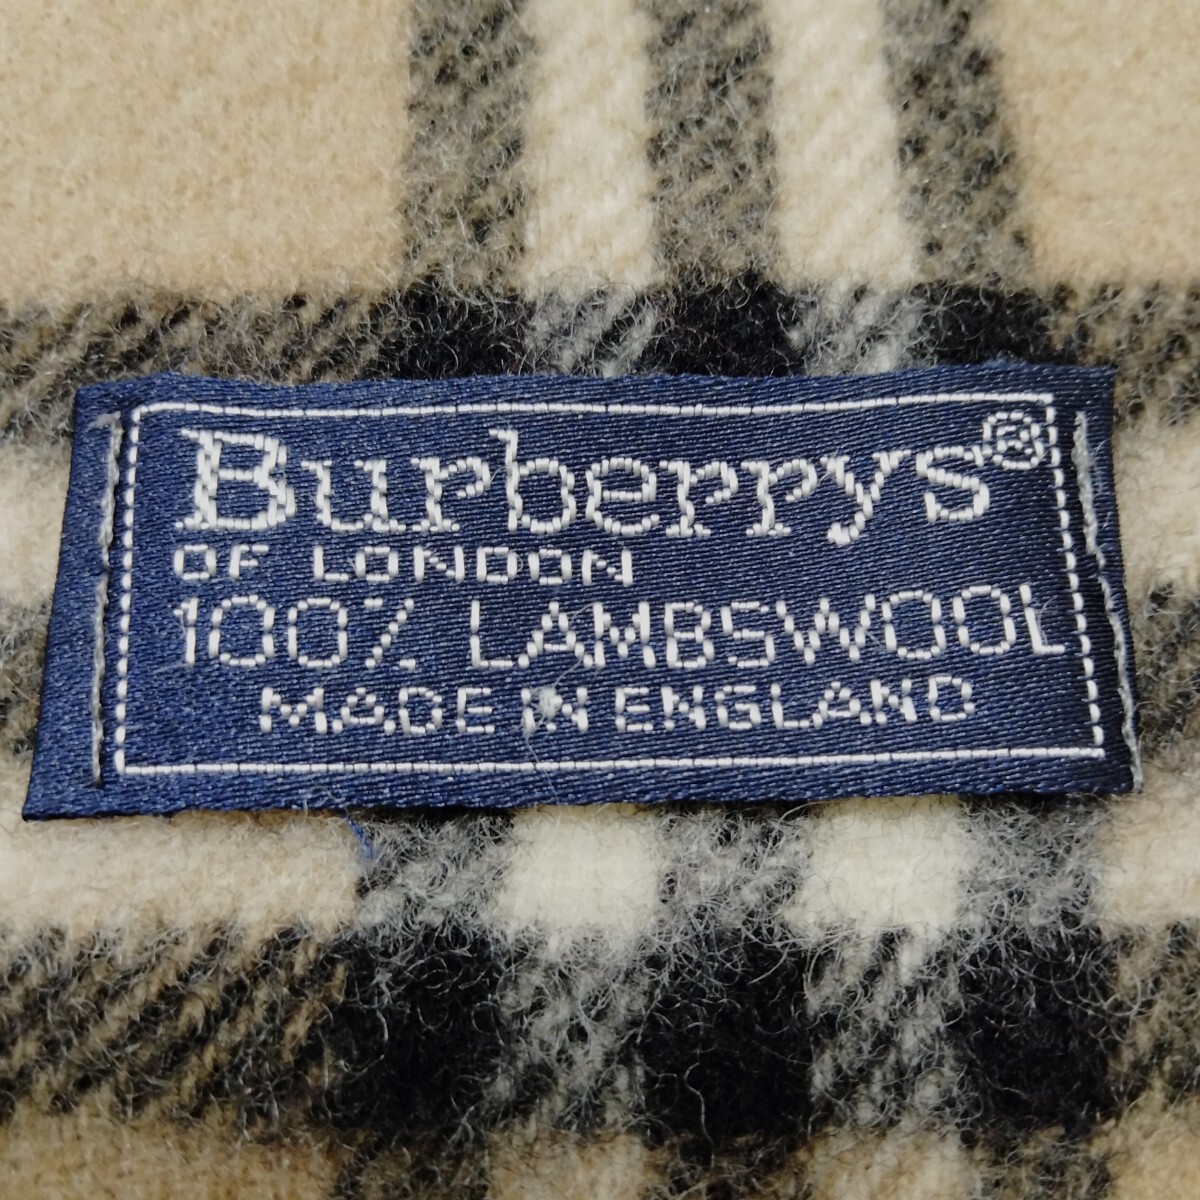 Burberrys®
OF LONDON
100% LAMBSWOOL
MADE IN ENGLAND